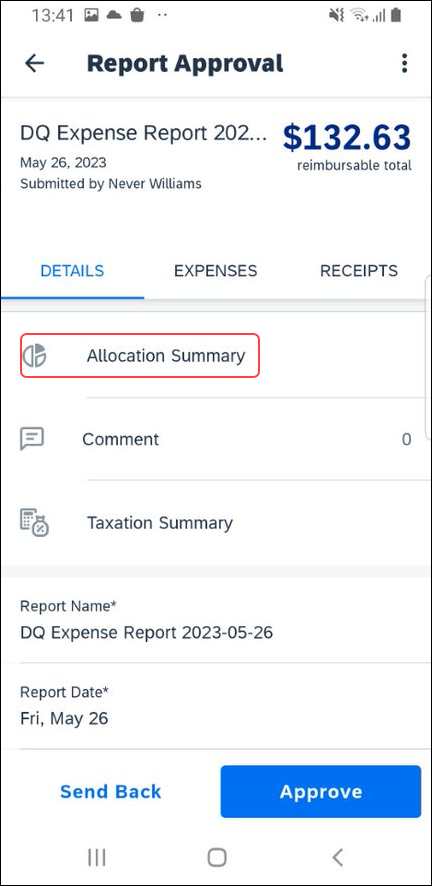 13:41
Report Approval
DQ Expense Report 202...
$132.63
May 26, 2023
reimbursable total
Submitted by Never Williams
DETAILS
EXPENSES
RECEIPTS
Allocation Summary
Comment
0
Taxation Summary
Report Name*
DQ Expense Report 2023-05-26
Report Date*
Fri, May 26
Send Back
Approve